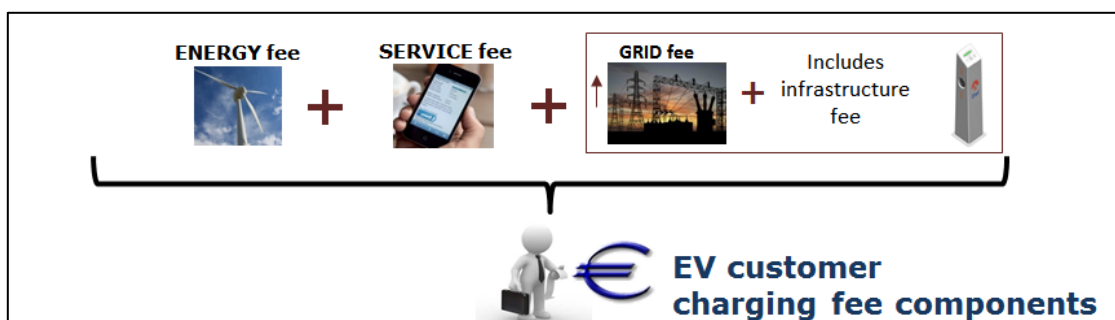 ENERGY fee
SERVICE fee
GRID fee
Includes
infrastructure
fee
EV customer
charging fee components